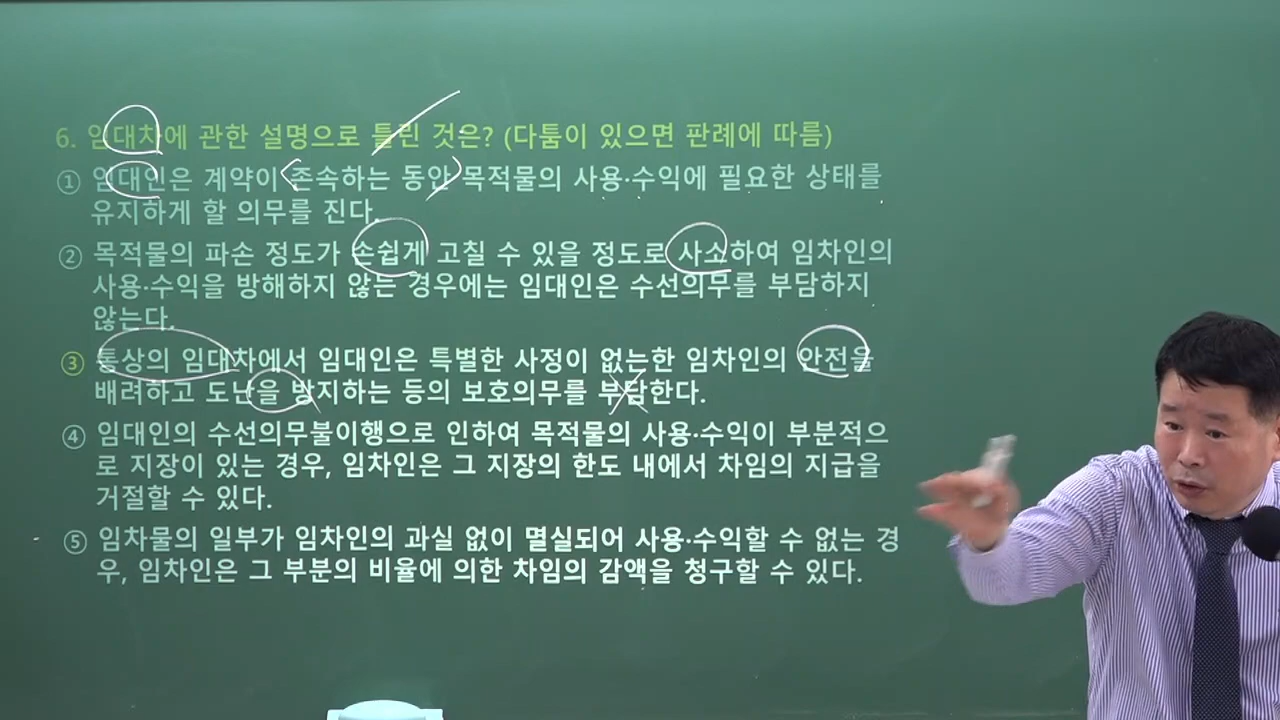 6. 임대차에 관한 설명으로 틀린 것은? (다툼이 있으면 판례에 따름)
① 임대인은 계약이 존속하는 동안 목적물의 사용·수익에 필요한 상태를
유지하게 할 의무를 진다.
② 목적물의 파손 정도가 손쉽게 고칠 수 있을 정도로 사소하여 임차인의
사용·수익을 방해하지 않는 경우에는 임대인은 수선의무를 부담하지
않는다.
③ 통상의 임대차에서 임대인은 특별한 사정이 없는한 임차인의 안전을
배려하고 도난을 방지하는 등의 보호의무를 부담한다.
④ 임대인의 수선의무불이행으로 인하여 목적물의 사용·수익이 부분적으
로 지장이 있는 경우, 임차인은 그 지장의 한도 내에서 차임의 지급을
거절할 수 있다.
⑤ 임차물의 일부가 임차인의 과실 없이 멸실되어 사용·수익할 수 없는 경
우, 임차인은 그 부분의 비율에 의한 차임의 감액을 청구할 수 있다.